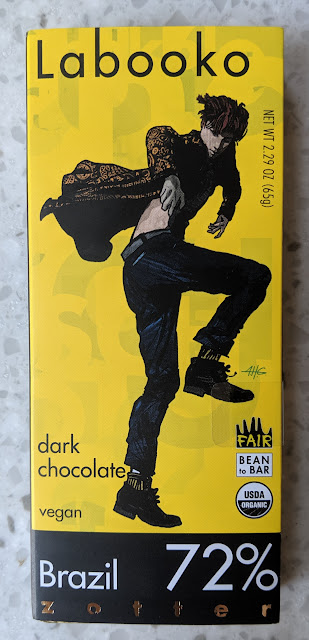 Labooko
NET WT 2.29 OZ (65g)
AHG
dark
chocolate
vegan
FAIR
BEAN
to BAR
USDA
ORGANIC
Brazil 72%
zotter